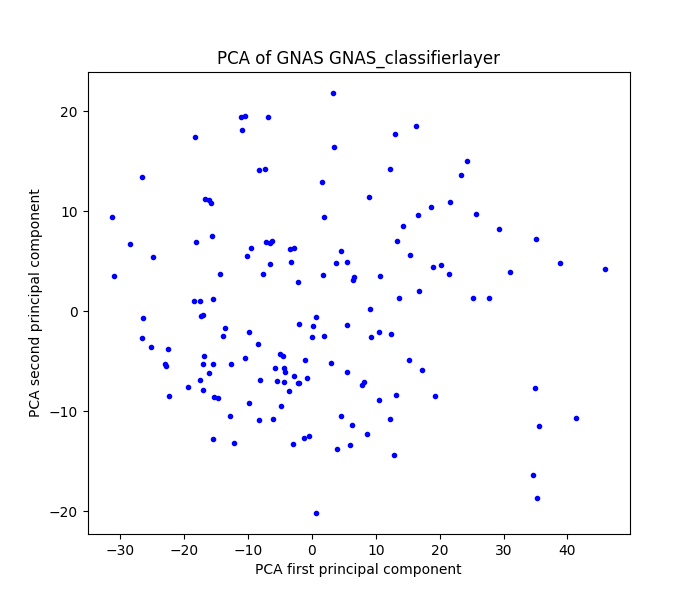 PCA of GNAS GNAS_classifierlayer
20
10
0
−10
−20
PCA second principal component
−30 −20 −10 0 10 20 30 40
PCA first principal component